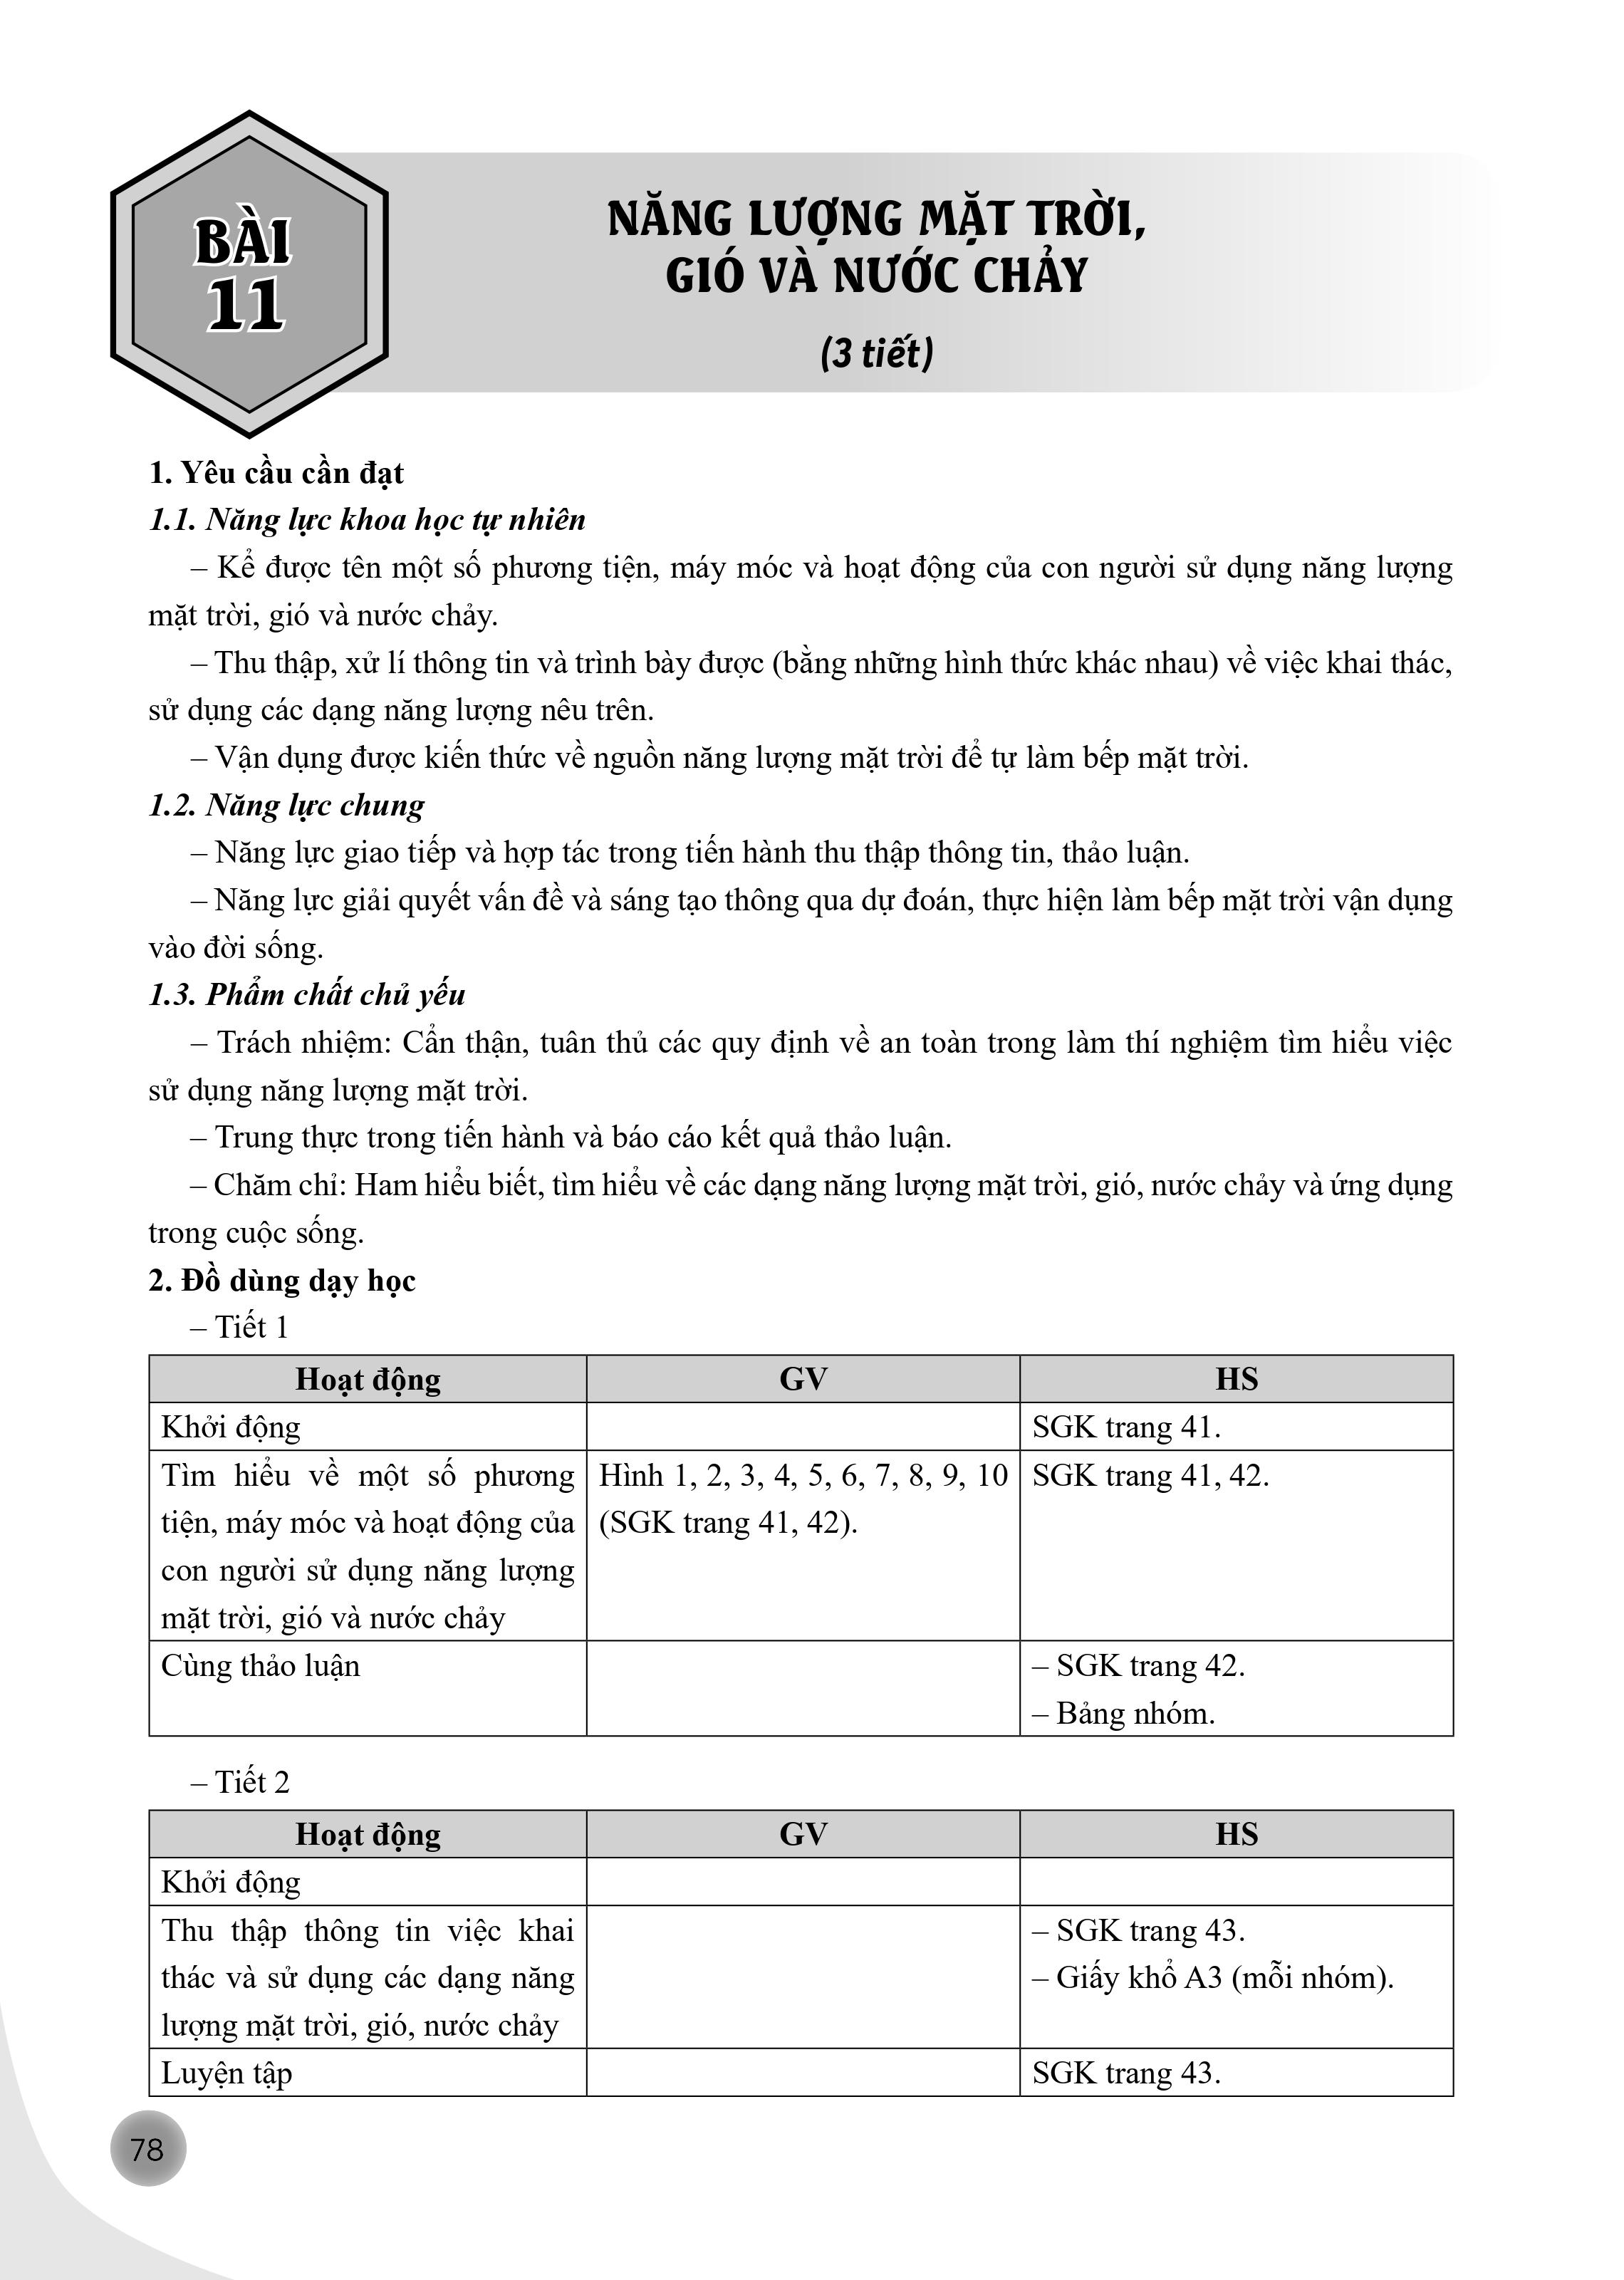 BÀI
11
NĂNG LƯỢNG MẶT TRỜI,
GIÓ VÀ NƯỚC CHẢY
(3 tiết)
1. Yêu cầu cần đạt
1.1. Năng lực khoa học tự nhiên
– Kể được tên một số phương tiện, máy móc và hoạt động của con người sử dụng năng lượng
mặt trời, gió và nước chảy.
– Thu thập, xử lí thông tin và trình bày được (bằng những hình thức khác nhau) về việc khai thác,
sử dụng các dạng năng lượng nêu trên.
– Vận dụng được kiến thức về nguồn năng lượng mặt trời để tự làm bếp mặt trời.
1.2. Năng lực chung
– Năng lực giao tiếp và hợp tác trong tiến hành thu thập thông tin, thảo luận.
– Năng lực giải quyết vấn đề và sáng tạo thông qua dự đoán, thực hiện làm bếp mặt trời vận dụng
vào đời sống.
1.3. Phẩm chất chủ yếu
– Trách nhiệm: Cẩn thận, tuân thủ các quy định về an toàn trong làm thí nghiệm tìm hiểu việc
sử dụng năng lượng mặt trời.
– Trung thực trong tiến hành và báo cáo kết quả thảo luận.
– Chăm chỉ: Ham hiểu biết, tìm hiểu về các dạng năng lượng mặt trời, gió, nước chảy và ứng dụng
trong cuộc sống.
2. Đồ dùng dạy học
– Tiết 1
Hoạt động GV HS
Khởi động SGK trang 41.
Tìm hiểu về một số phương Hình 1, 2, 3, 4, 5, 6, 7, 8, 9, 10 SGK trang 41, 42.
tiện, máy móc và hoạt động của (SGK trang 41, 42).
con người sử dụng năng lượng
mặt trời, gió và nước chảy
Cùng thảo luận – SGK trang 42.
– Bảng nhóm.
– Tiết 2
Hoạt động GV HS
Khởi động
Thu thập thông tin việc khai – SGK trang 43.
thác và sử dụng các dạng năng – Giấy khổ A3 (mỗi nhóm).
lượng mặt trời, gió, nước chảy
Luyện tập SGK trang 43.
78